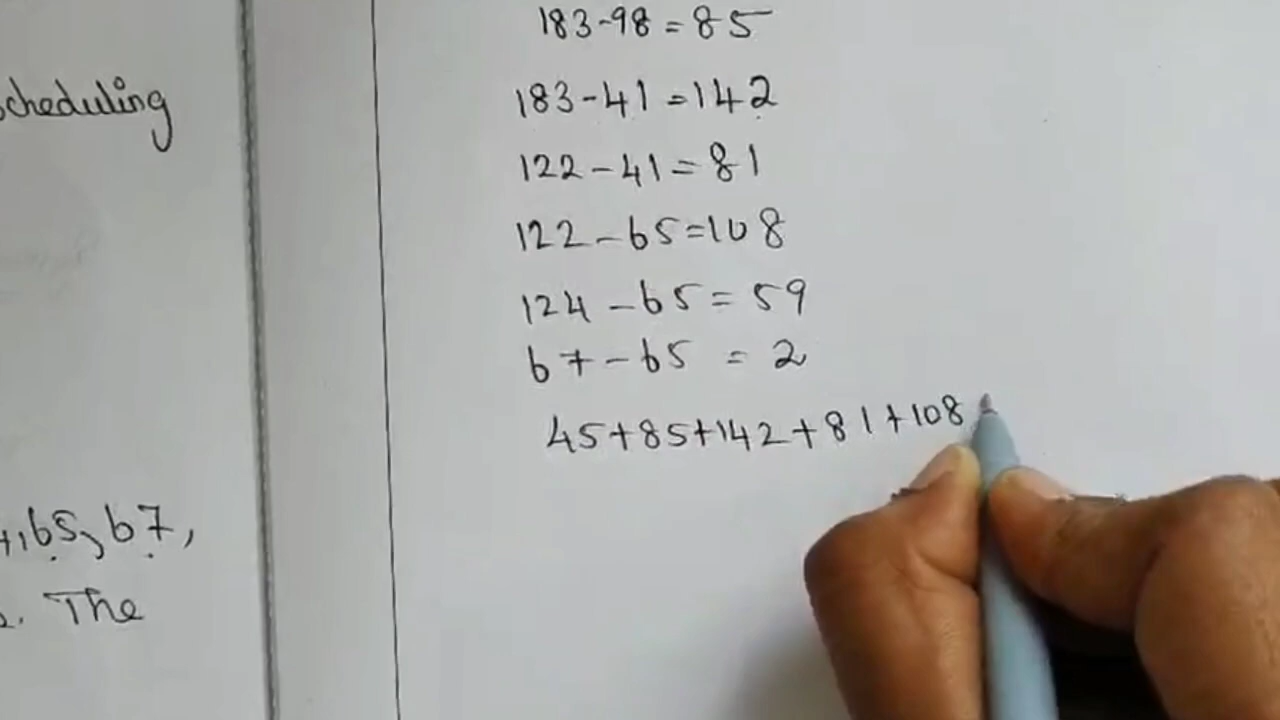 scheduling
65, 67,
The
183-98 = 85
183-41 = 142
122-41 = 81
122-65 = 108
124-65 = 59
67-65 = 2
45+85+142+81+108